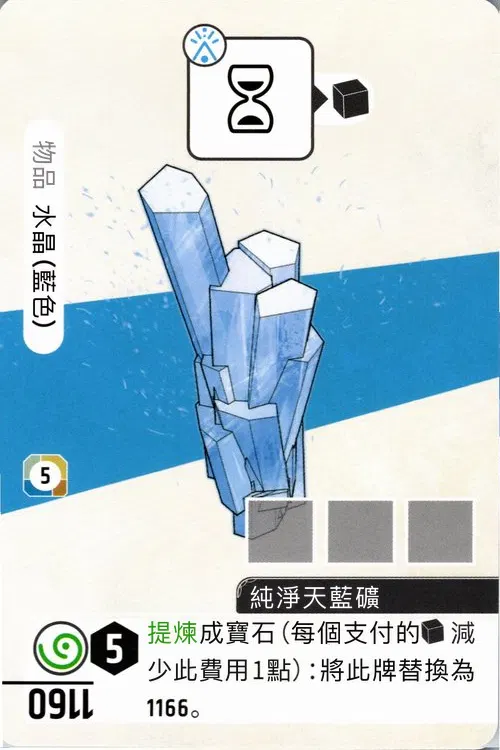 物品 水晶(藍色)
5
純淨天藍礦
5 提煉成寶石(每個支付的 減
少此費用1點):將此牌替換為
1166。
1160